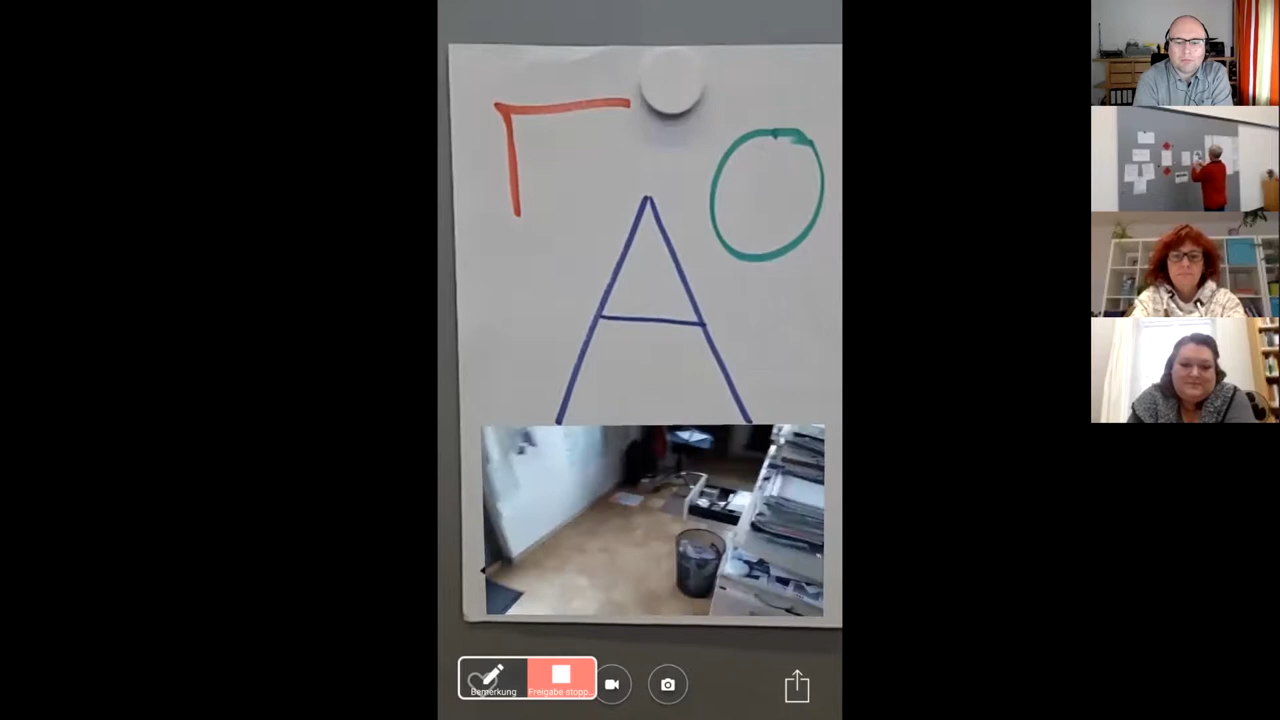 Γ O
A
Bemerkung Freigabe stopp...